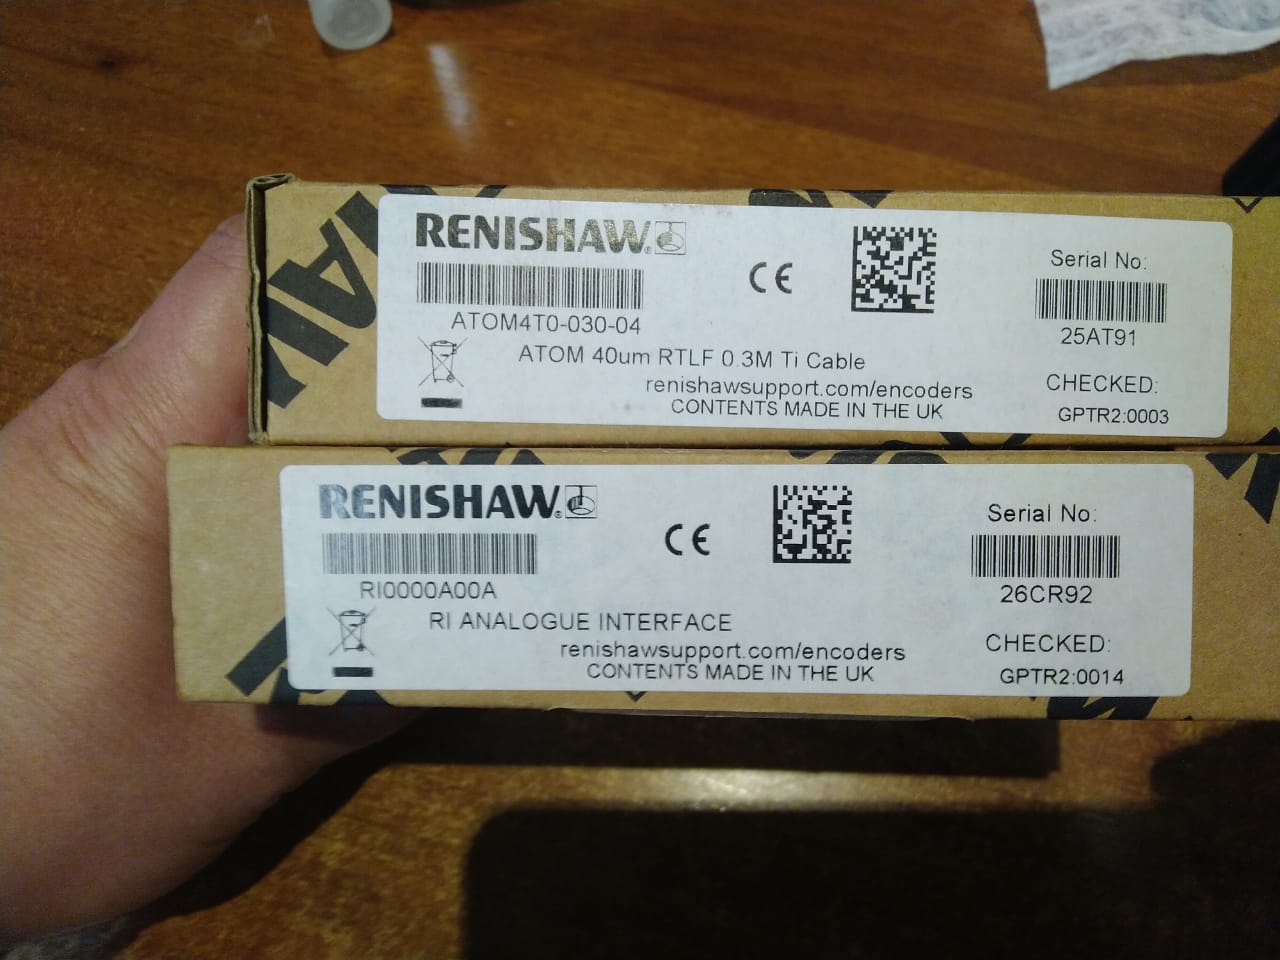 RENISHAW®
ATOM4T0-030-04
ATOM 40um RTLF 0.3M Ti Cable
renishawsupport.com/encoders
CONTENTS MADE IN THE UK
CE
Serial No:
25AT91
CHECKED:
GPTR2:0003
RENISHAW®
RI0000A00A
RI ANALOGUE INTERFACE
renishawsupport.com/encoders
CONTENTS MADE IN THE UK
CE
Serial No:
26CR92
CHECKED:
GPTR2:0014